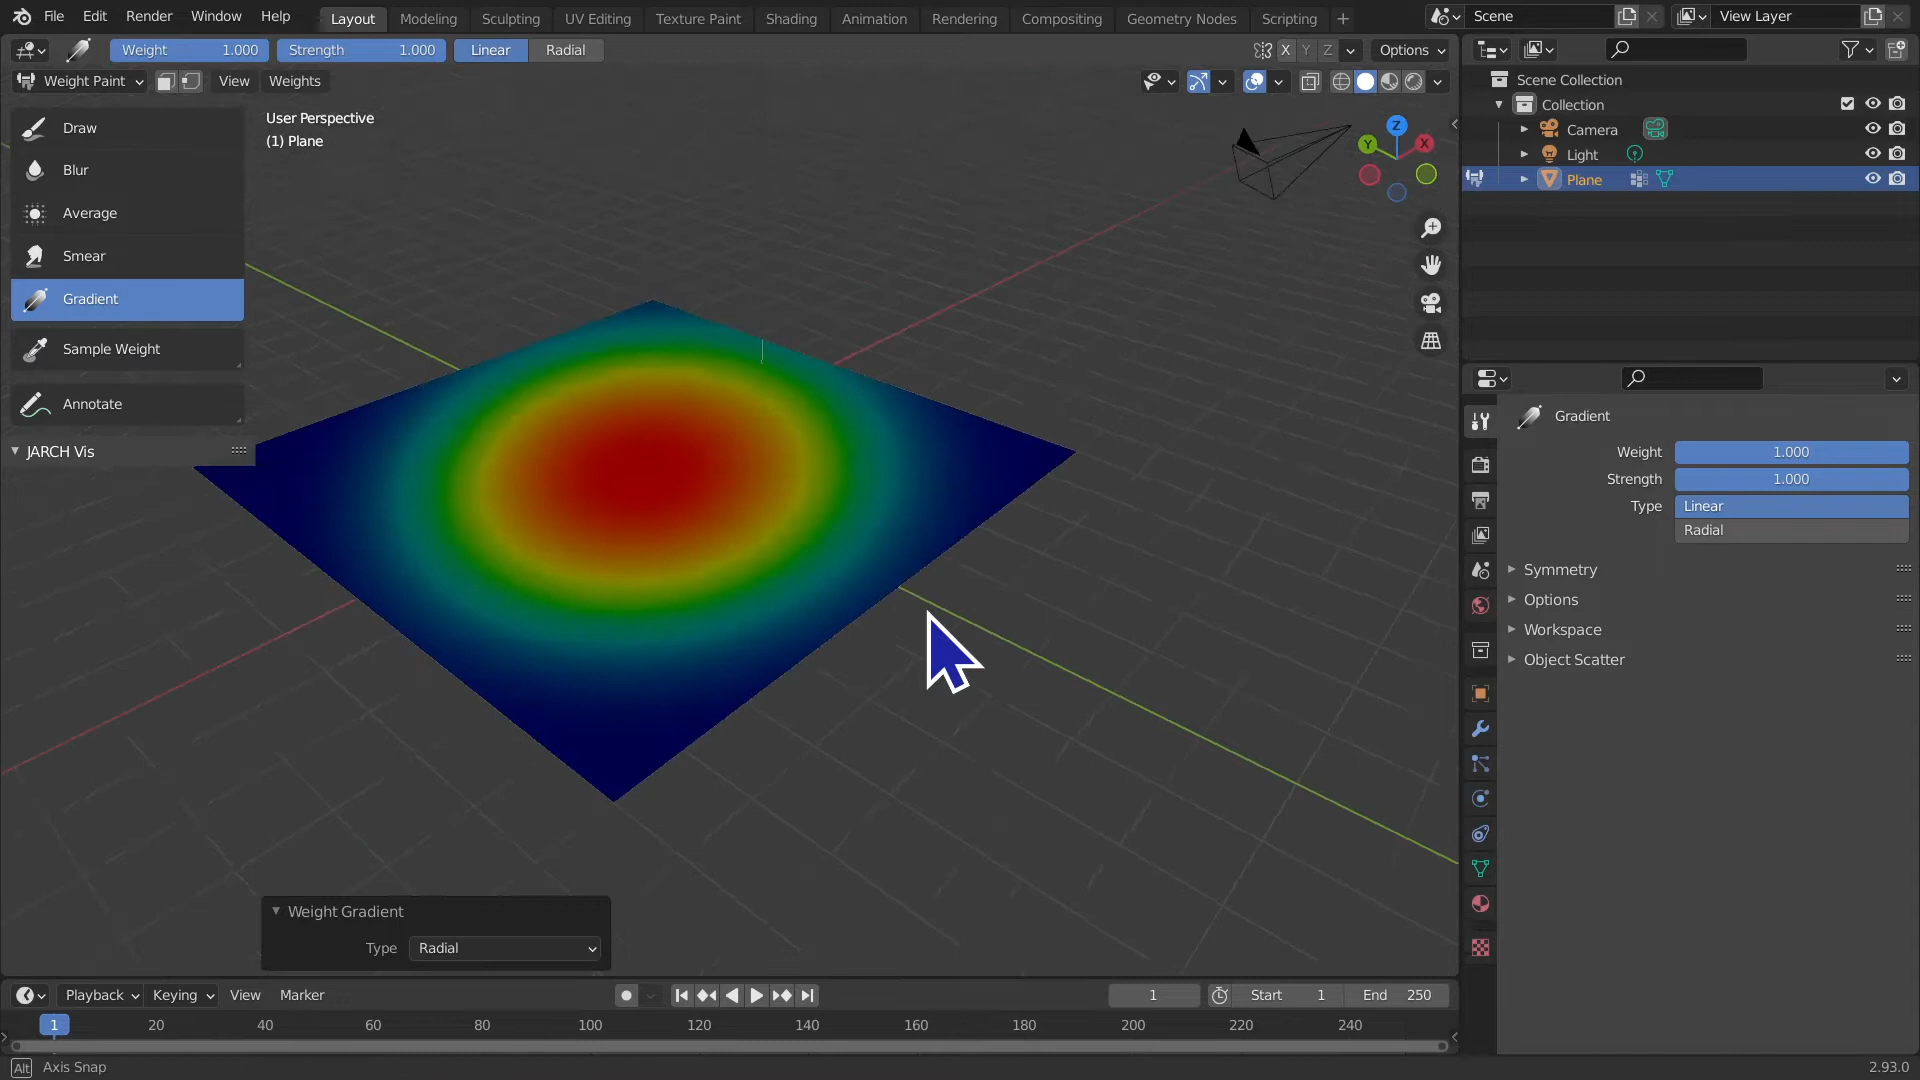 File Edit Render Window Help Layout Modeling Sculpting UV Editing Texture Paint Shading Animation Rendering Compositing Geometry Nodes Scripting + Scene View Layer
Weight 1.000 Strength 1.000 Linear Radial X Y Z Options
Weight Paint View Weights
Draw
Blur
Average
Smear
Gradient
Sample Weight
Annotate
JARCH Vis
User Perspective
(1) Plane
Z
Y
X
Scene Collection
Collection
Camera
Light
Plane
Gradient
Weight 1.000
Strength 1.000
Type Linear
Radial
Symmetry
Options
Workspace
Object Scatter
Weight Gradient
Type Radial
Playback Keying View Marker 1 Start 1 End 250
1 20 40 60 80 100 120 140 160 180 200 220 240
Alt Axis Snap 2.93.0